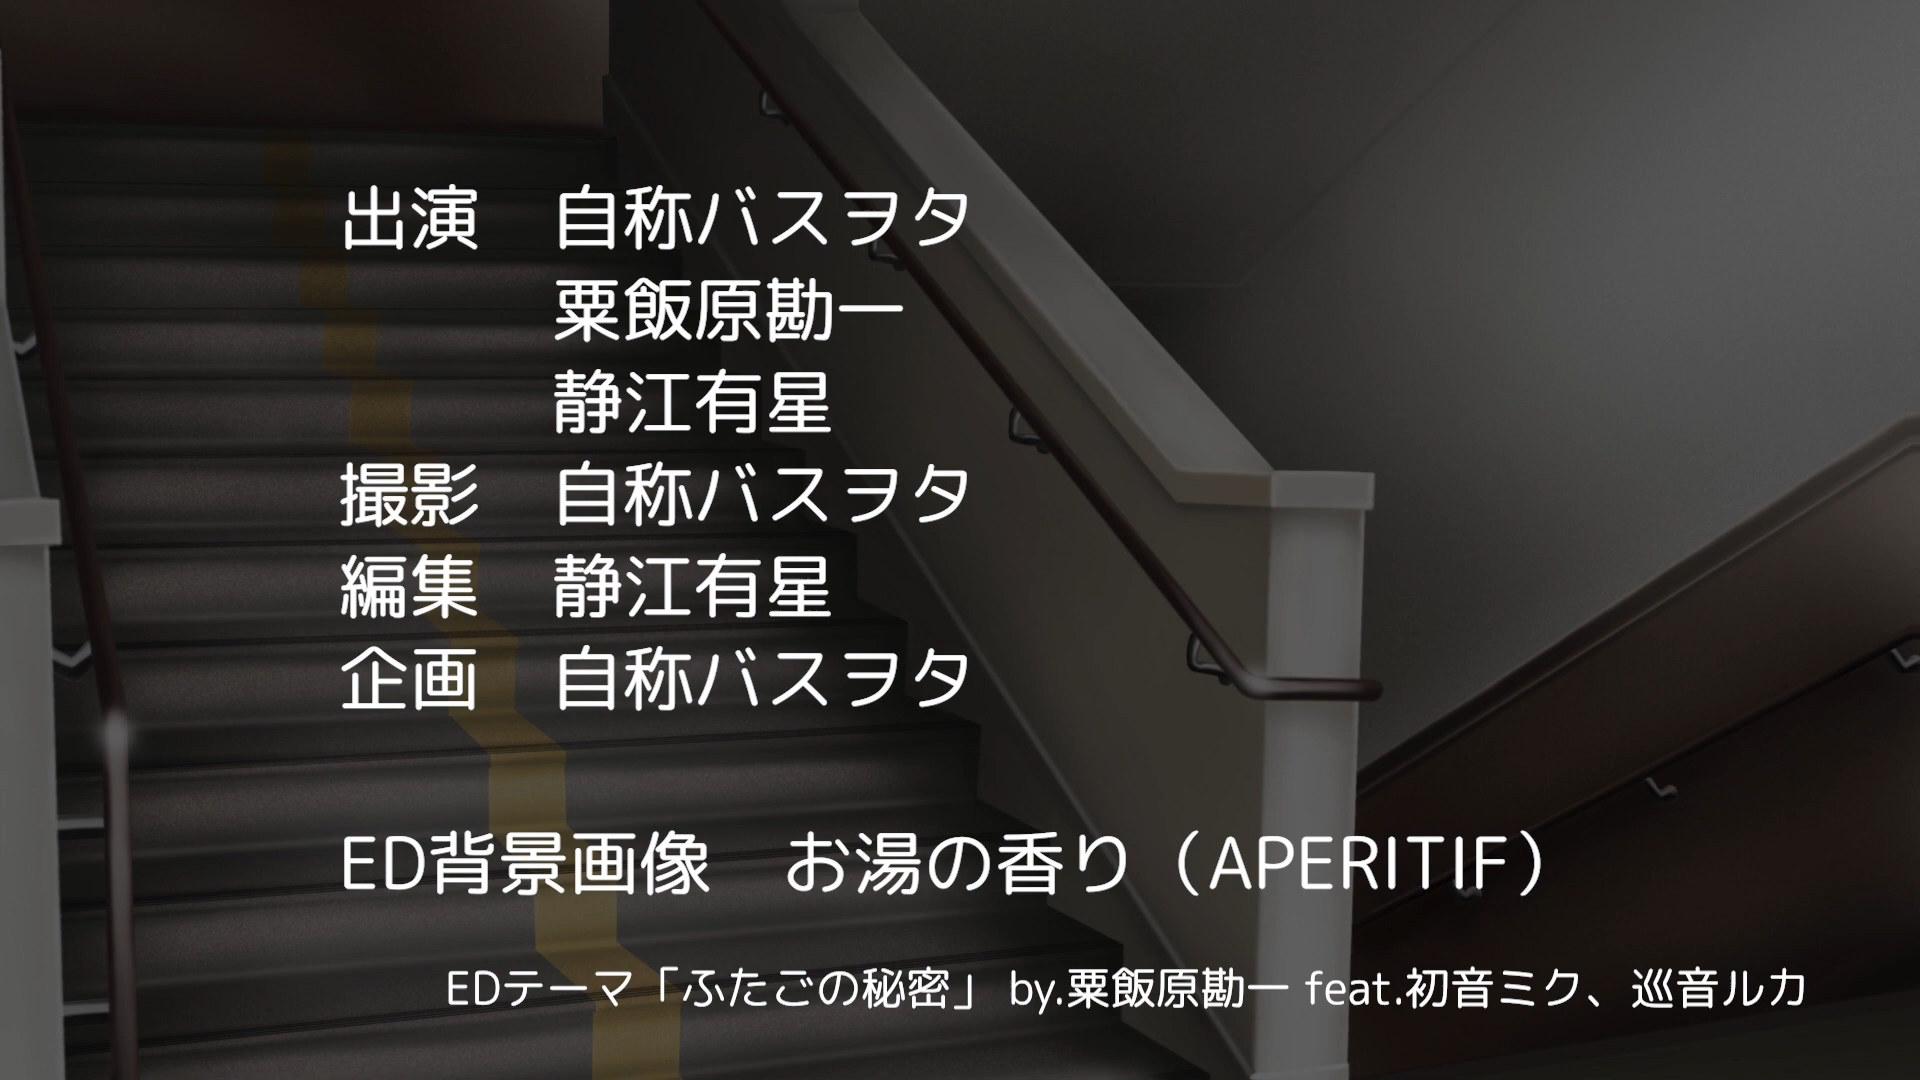 出演　自称バスヲタ
粟飯原勘一
静江有星
撮影　自称バスヲタ
編集　静江有星
企画　自称バスヲタ
ED背景画像　お湯の香り（APERITIF）
EDテーマ「ふたごの秘密」 by.粟飯原勘一 feat.初音ミク、巡音ルカ